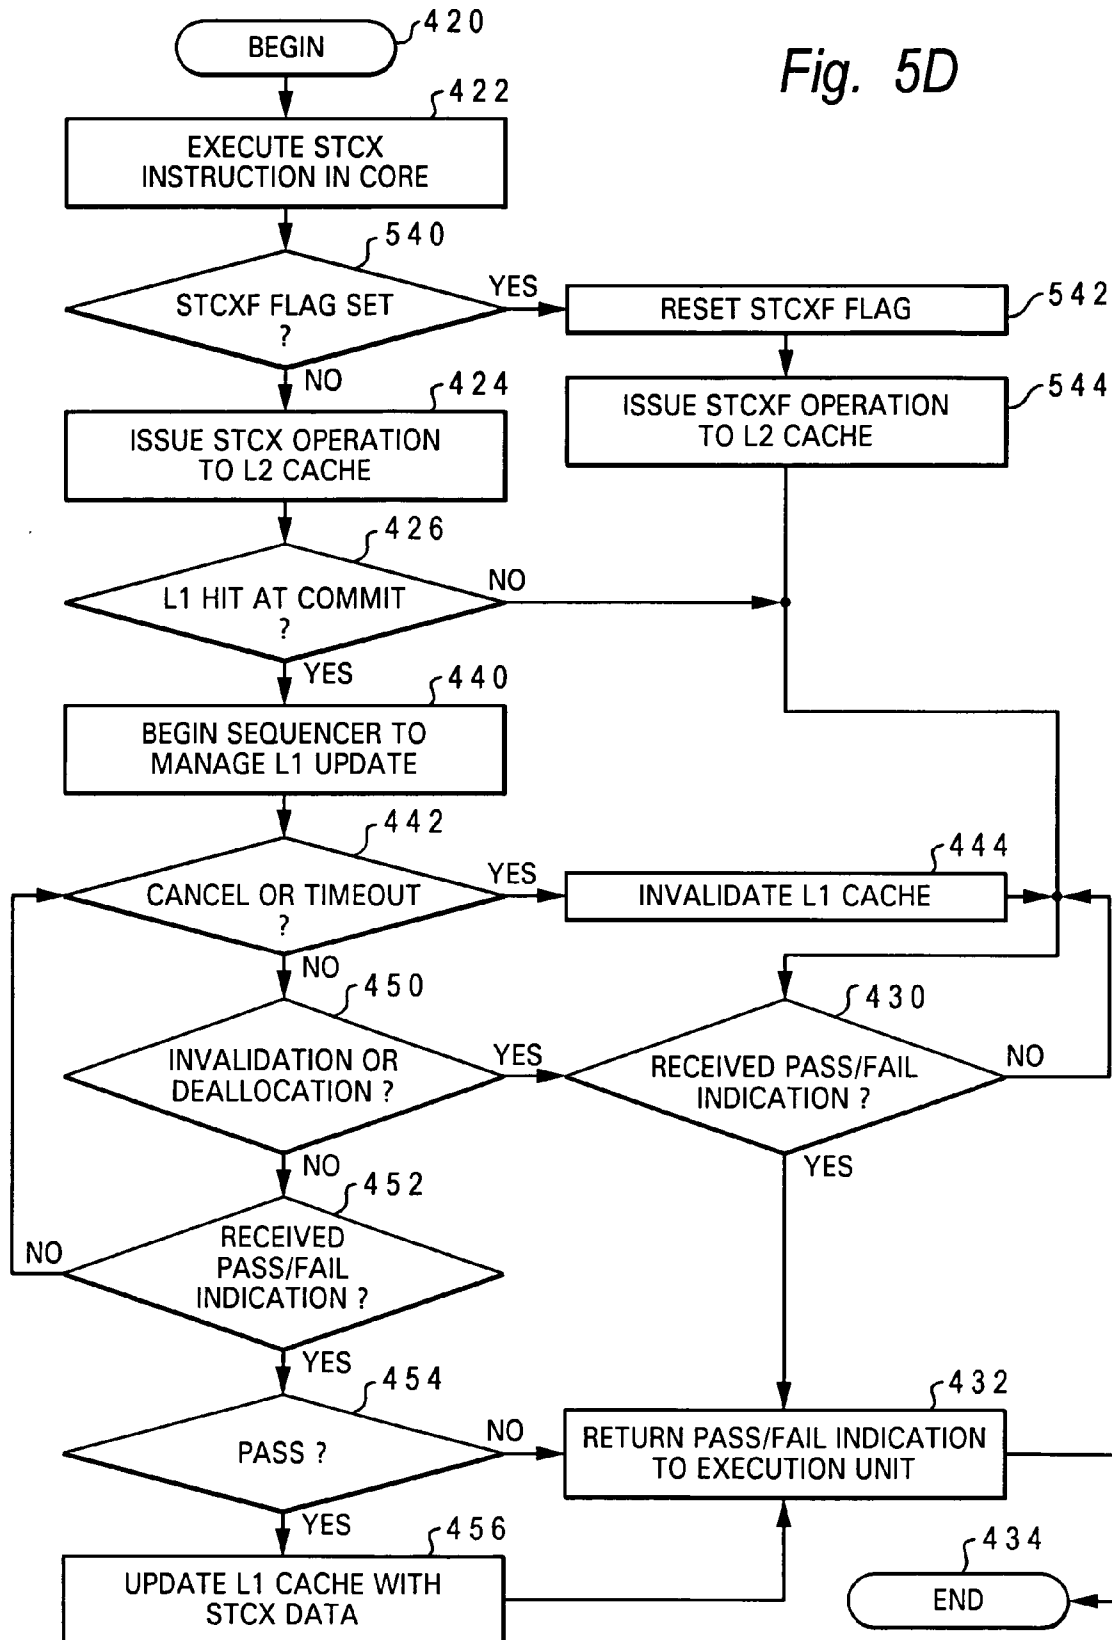 BEGIN
420
Fig. 5D
422
EXECUTE STCX
INSTRUCTION IN CORE
540
STCXF FLAG SET
?
YES
NO
RESET STCXF FLAG
542
424
ISSUE STCX OPERATION
TO L2 CACHE
ISSUE STCXF OPERATION
TO L2 CACHE
544
426
L1 HIT AT COMMIT
?
NO
YES
440
BEGIN SEQUENCER TO
MANAGE L1 UPDATE
442
CANCEL OR TIMEOUT
?
YES
NO
444
INVALIDATE L1 CACHE
450
INVALIDATION OR
DEALLOCATION ?
YES
NO
430
RECEIVED PASS/FAIL
INDICATION ?
NO
YES
452
RECEIVED
PASS/FAIL
INDICATION ?
NO
YES
454
PASS ?
NO
YES
432
RETURN PASS/FAIL INDICATION
TO EXECUTION UNIT
456
UPDATE L1 CACHE WITH
STCX DATA
434
END